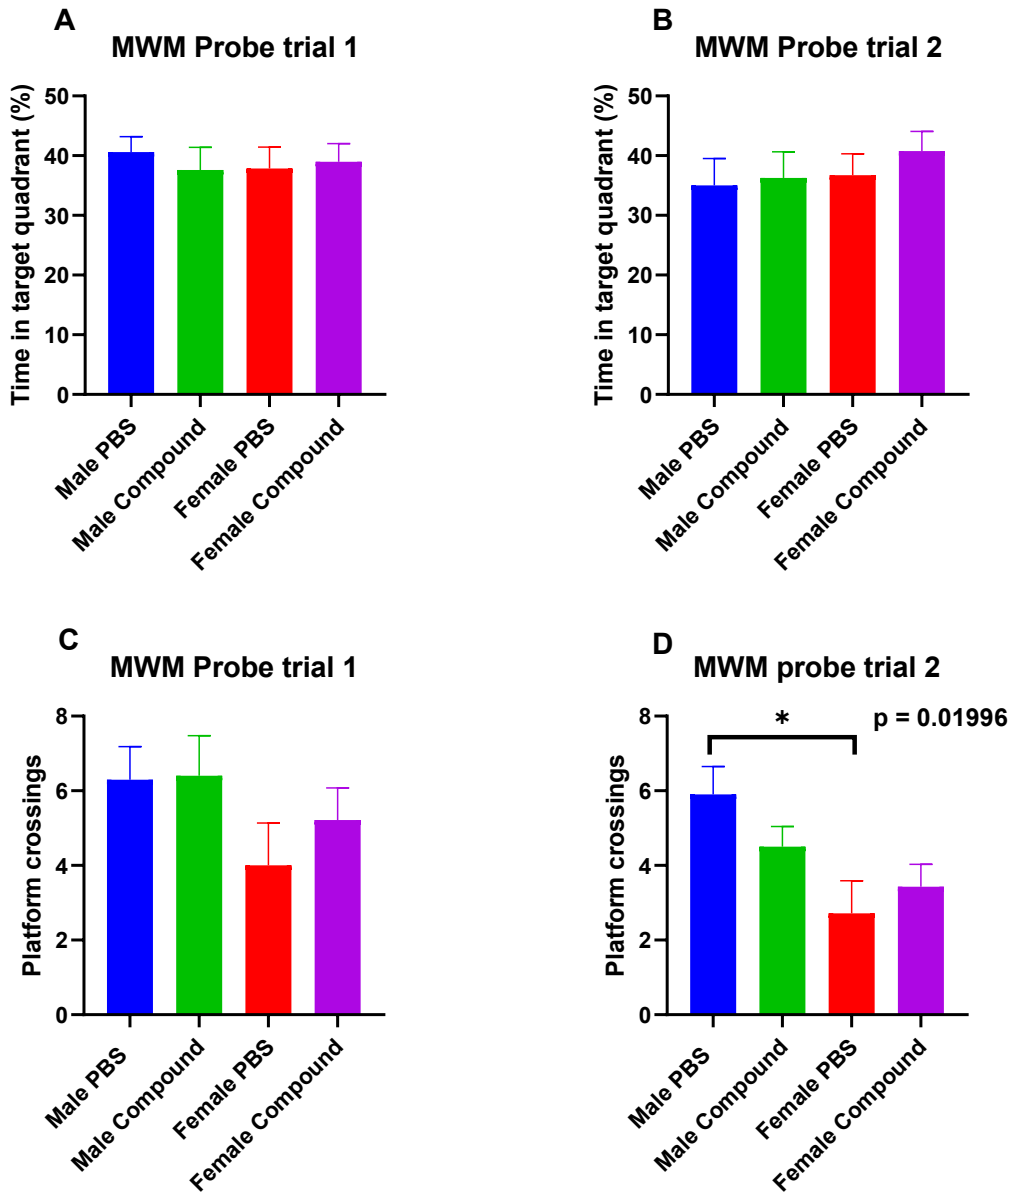 A
MWM Probe trial 1
Time in target quadrant (%)
50
40
30
20
10
0
Male PBS
Male Compound
Female PBS
Female Compound
B
MWM Probe trial 2
Time in target quadrant (%)
50
40
30
20
10
0
Male PBS
Male Compound
Female PBS
Female Compound
C
MWM Probe trial 1
Platform crossings
8
6
4
2
0
Male PBS
Male Compound
Female PBS
Female Compound
D
MWM probe trial 2
* p = 0.01996
Platform crossings
8
6
4
2
0
Male PBS
Male Compound
Female PBS
Female Compound